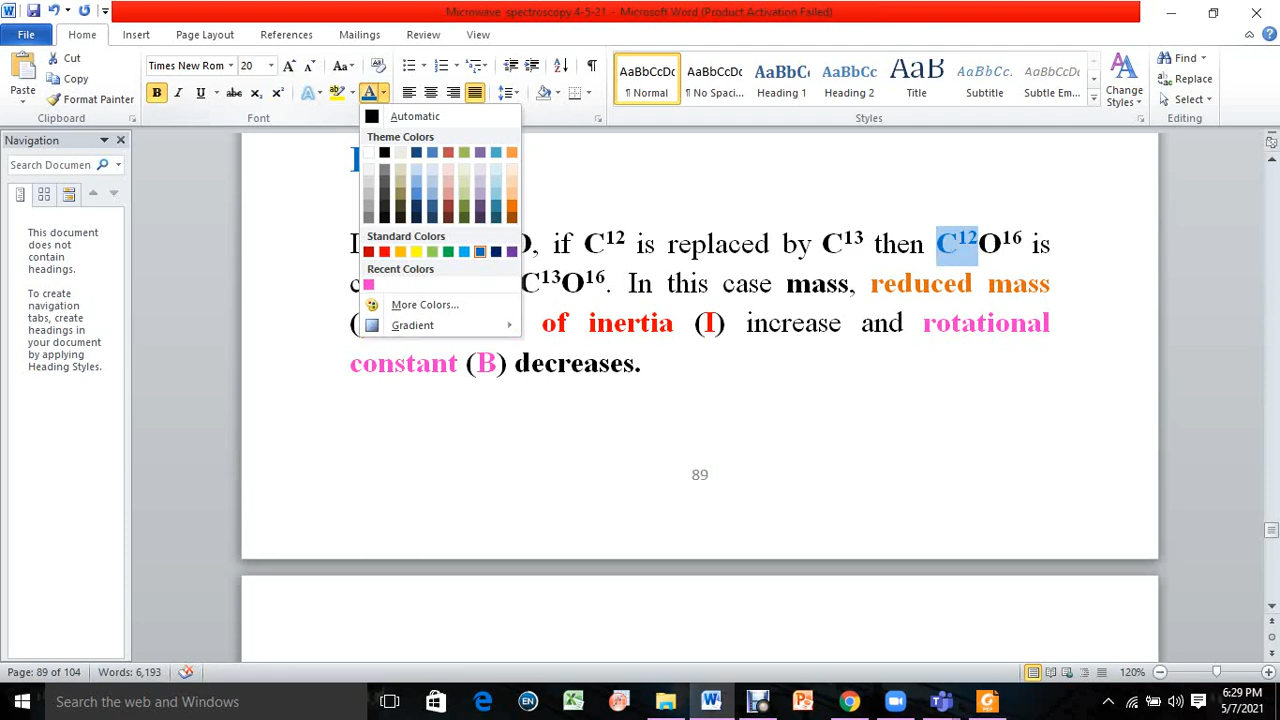 Microwave spectroscopy 4-5-21 - Microsoft Word (Product Activation Failed)
File Home Insert Page Layout References Mailings Review View
Cut
Copy
Paste
Format Painter
Clipboard
Times New Rom 20
Font
AaBbCcDc AaBbCcDc AaBbC AaBbCc AaB AaBbCcL AaBbCcDc
¶ Normal ¶ No Spaci... Heading 1 Heading 2 Title Subtitle Subtle Em...
Change Styles
Styles
Find
Replace
Select
Editing
Navigation
Search Documen
This document
does not
contain
headings.
To create
navigation
tabs, create
headings in
your document
by applying
Heading Styles.
Automatic
Theme Colors
Standard Colors
Recent Colors
More Colors...
Gradient
O, if C¹² is replaced by C¹³ then C¹²O¹⁶ is
C¹³O¹⁶. In this case mass, reduced mass
of inertia (I) increase and rotational
constant (B) decreases.
89
Page: 89 of 104 Words: 6,193 120%
Search the web and Windows
6:29 PM
5/7/2021